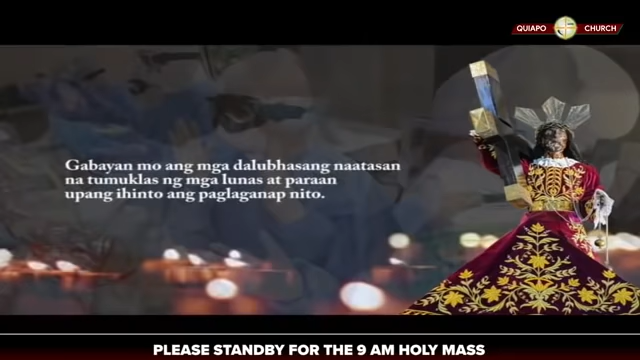 QUIAPO CHURCH
Gabayan mo ang mga dalubhasang naatasan
na tumuklas ng mga lunas at paraan
upang ihinto ang paglaganap nito.
PLEASE STANDBY FOR THE 9 AM HOLY MASS